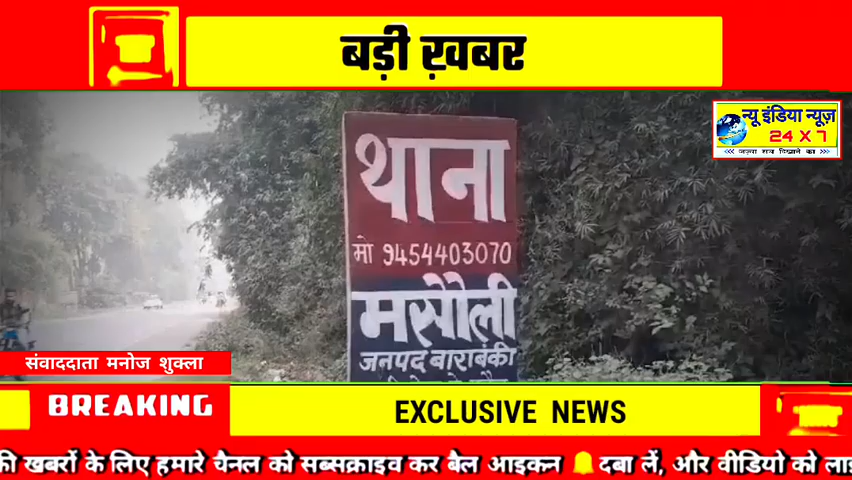 बड़ी ख़बर
न्यू इंडिया न्यूज़
24 X 7
थाना
मो 9454403070
मसौली
जनपद बाराबंकी
संवाददाता मनोज शुक्ला
BREAKING
EXCLUSIVE NEWS
की खबरों के लिए हमारे चैनल को सब्सक्राइव कर बैल आइकन 🔔 दबा लें, और वीडियो को लाइ